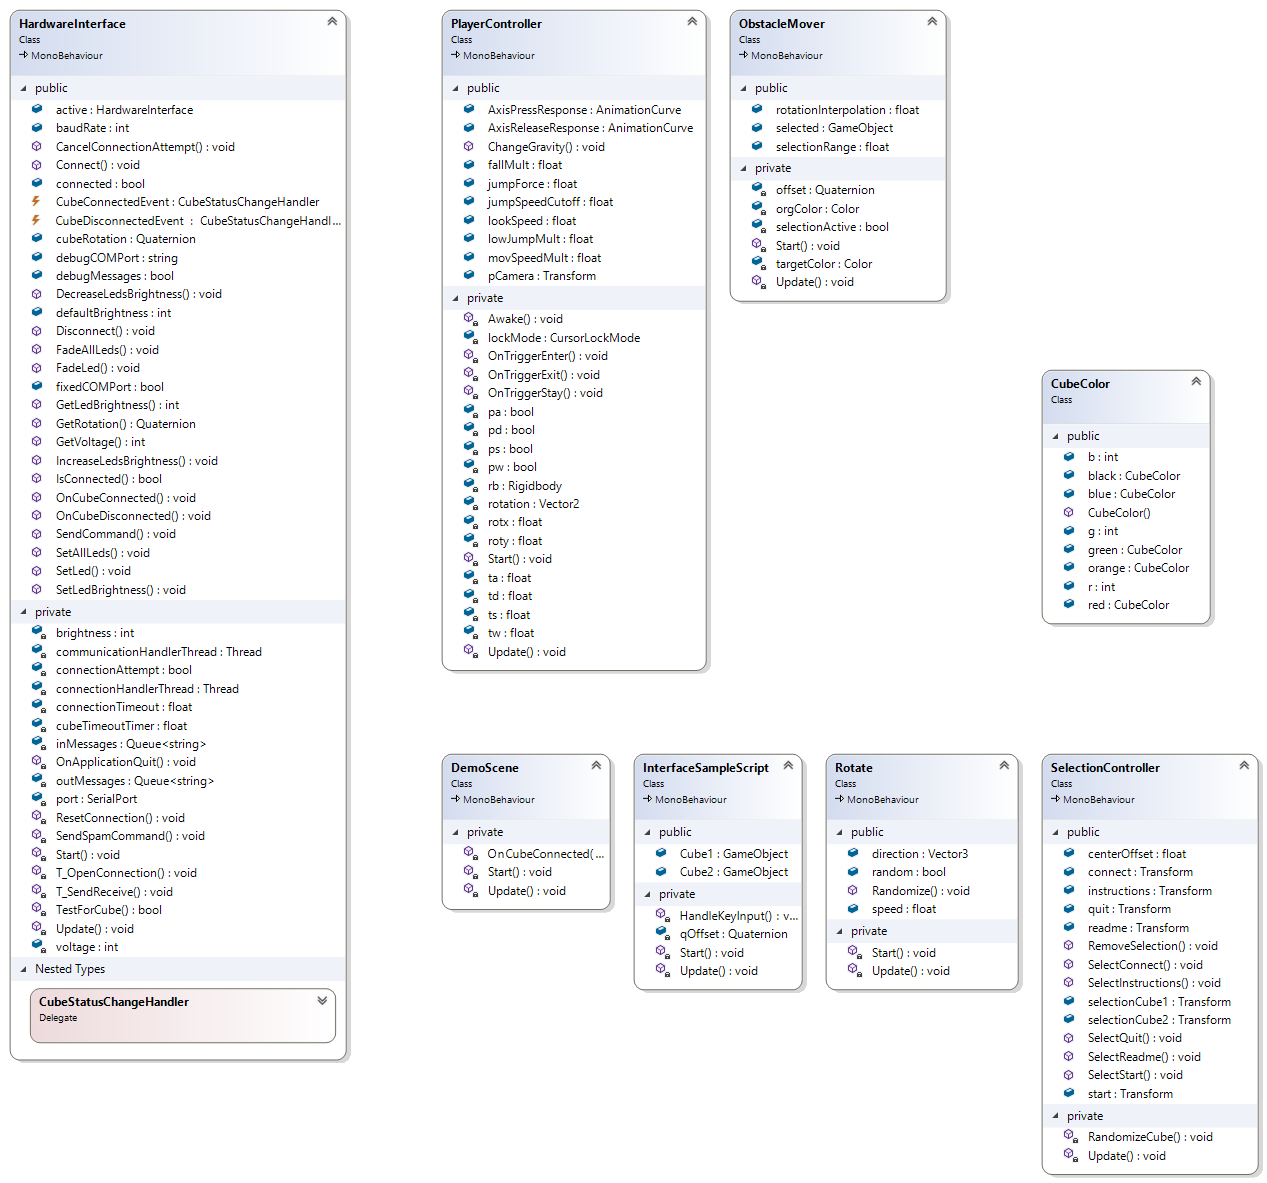 HardwareInterface
Class
MonoBehaviour
public
active : HardwareInterface
baudRate : int
CancelConnectionAttempt() : void
Connect() : void
connected : bool
CubeConnectedEvent : CubeStatusChangeHandler
CubeDisconnectedEvent : CubeStatusChangeHandl...
cubeRotation : Quaternion
debugCOMPort : string
debugMessages : bool
DecreaseLedsBrightness() : void
defaultBrightness : int
Disconnect() : void
FadeAllLeds() : void
FadeLed() : void
fixedCOMPort : bool
GetLedBrightness() : int
GetRotation() : Quaternion
GetVoltage() : int
IncreaseLedsBrightness() : void
IsConnected() : bool
OnCubeConnected() : void
OnCubeDisconnected() : void
SendCommand() : void
SetAllLeds() : void
SetLed() : void
SetLedBrightness() : void
private
brightness : int
communicationHandlerThread : Thread
connectionAttempt : bool
connectionHandlerThread : Thread
connectionTimeout : float
cubeTimeoutTimer : float
inMessages : Queue<string>
OnApplicationQuit() : void
outMessages : Queue<string>
port : SerialPort
ResetConnection() : void
SendSpamCommand() : void
Start() : void
T_OpenConnection() : void
T_SendReceive() : void
TestForCube() : bool
Update() : void
voltage : int
Nested Types
CubeStatusChangeHandler
Delegate
PlayerController
Class
MonoBehaviour
public
AxisPressResponse : AnimationCurve
AxisReleaseResponse : AnimationCurve
ChangeGravity() : void
fallMult : float
jumpForce : float
jumpSpeedCutoff : float
lookSpeed : float
lowJumpMult : float
movSpeedMult : float
pCamera : Transform
private
Awake() : void
lockMode : CursorLockMode
OnTriggerEnter() : void
OnTriggerExit() : void
OnTriggerStay() : void
pa : bool
pd : bool
ps : bool
pw : bool
rb : Rigidbody
rotation : Vector2
rotx : float
roty : float
Start() : void
ta : float
td : float
ts : float
tw : float
Update() : void
ObstacleMover
Class
MonoBehaviour
public
rotationInterpolation : float
selected : GameObject
selectionRange : float
private
offset : Quaternion
orgColor : Color
selectionActive : bool
Start() : void
targetColor : Color
Update() : void
CubeColor
Class
public
b : int
black : CubeColor
blue : CubeColor
CubeColor()
g : int
green : CubeColor
orange : CubeColor
r : int
red : CubeColor
DemoScene
Class
MonoBehaviour
private
OnCubeConnected( ...
Start() : void
Update() : void
InterfaceSampleScript
Class
MonoBehaviour
public
Cube1 : GameObject
Cube2 : GameObject
private
HandleKeyInput() : v...
qOffset : Quaternion
Start() : void
Update() : void
Rotate
Class
MonoBehaviour
public
direction : Vector3
random : bool
Randomize() : void
speed : float
private
Start() : void
Update() : void
SelectionController
Class
MonoBehaviour
public
centerOffset : float
connect : Transform
instructions : Transform
quit : Transform
readme : Transform
RemoveSelection() : void
SelectConnect() : void
SelectInstructions() : void
selectionCube1 : Transform
selectionCube2 : Transform
SelectQuit() : void
SelectReadme() : void
SelectStart() : void
start : Transform
private
RandomizeCube() : void
Update() : void